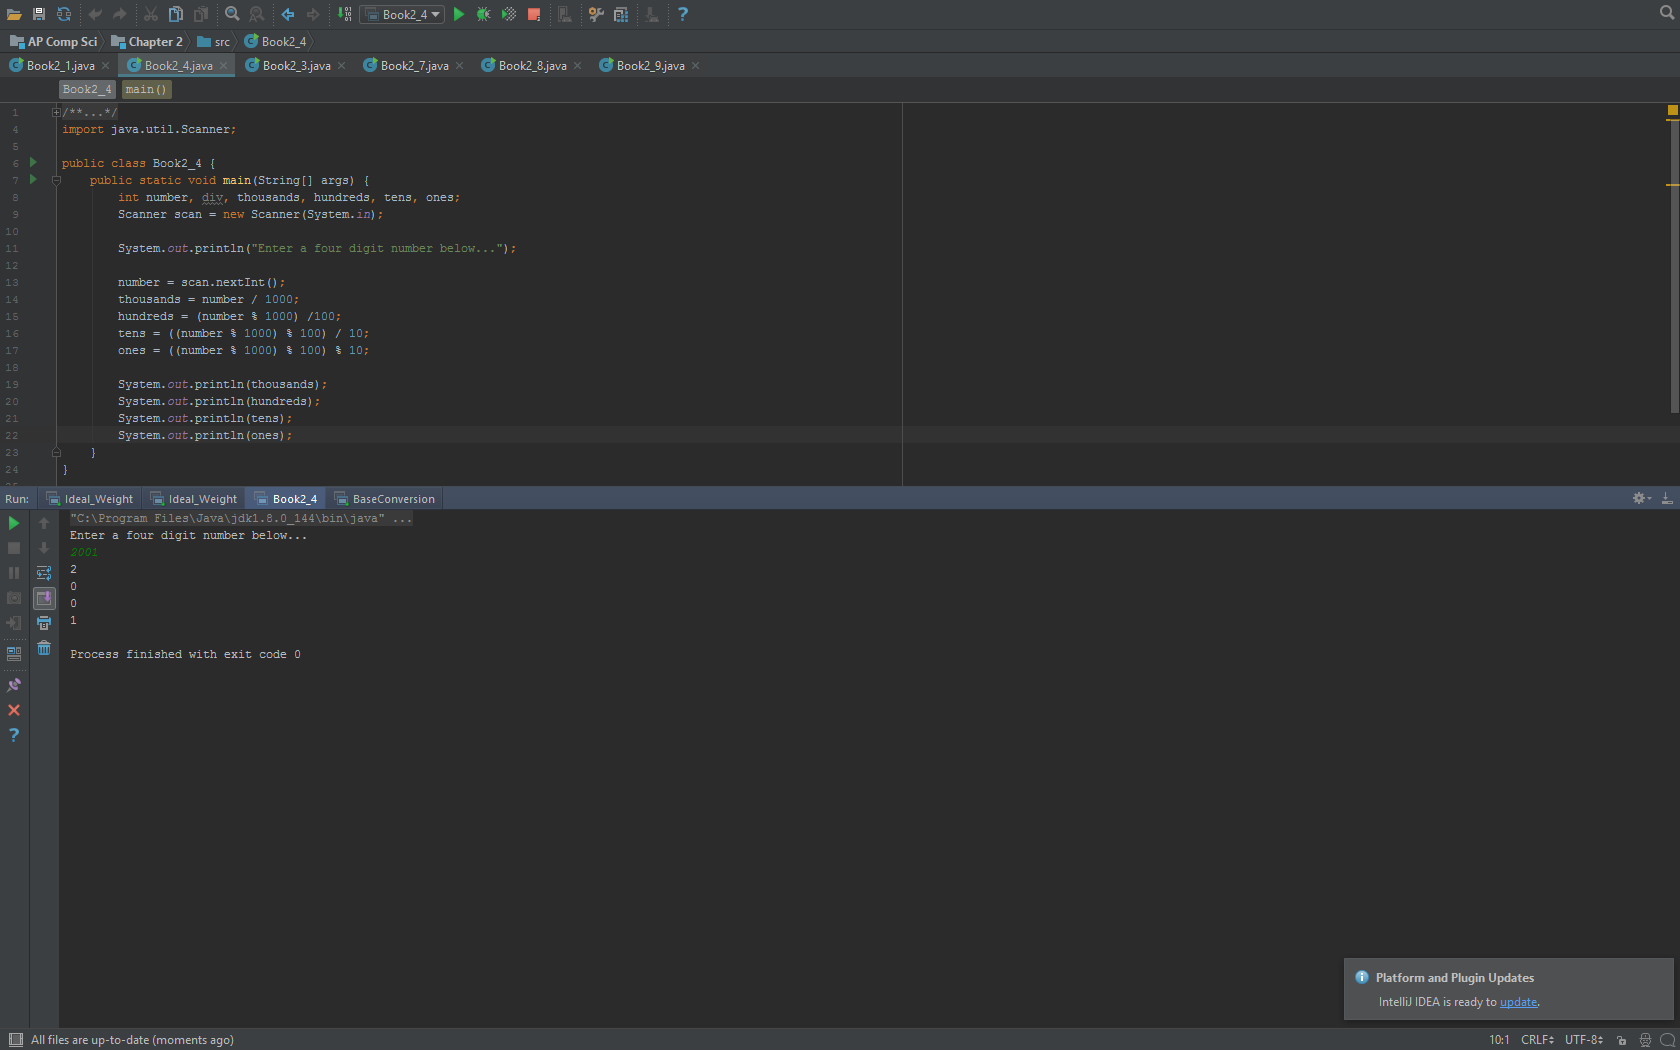 Book2_4
AP Comp Sci Chapter 2 src Book2_4
Book2_1.java Book2_4.java Book2_3.java Book2_7.java Book2_8.java Book2_9.java
Book2_4 main()
1 /**...*/
4 import java.util.Scanner;
5
6 public class Book2_4 {
7 public static void main(String[] args) {
8 int number, div, thousands, hundreds, tens, ones;
9 Scanner scan = new Scanner(System.in);
10
11 System.out.println("Enter a four digit number below...");
12
13 number = scan.nextInt();
14 thousands = number / 1000;
15 hundreds = (number % 1000) /100;
16 tens = ((number % 1000) % 100) / 10;
17 ones = ((number % 1000) % 100) % 10;
18
19 System.out.println(thousands);
20 System.out.println(hundreds);
21 System.out.println(tens);
22 System.out.println(ones);
23 }
24 }
Run: Ideal_Weight Ideal_Weight Book2_4 BaseConversion
"C:\Program Files\Java\jdk1.8.0_144\bin\java" ...
Enter a four digit number below...
2001
2
0
0
1
Process finished with exit code 0
Platform and Plugin Updates
IntelliJ IDEA is ready to update.
All files are up-to-date (moments ago) 10:1 CRLF UTF-8